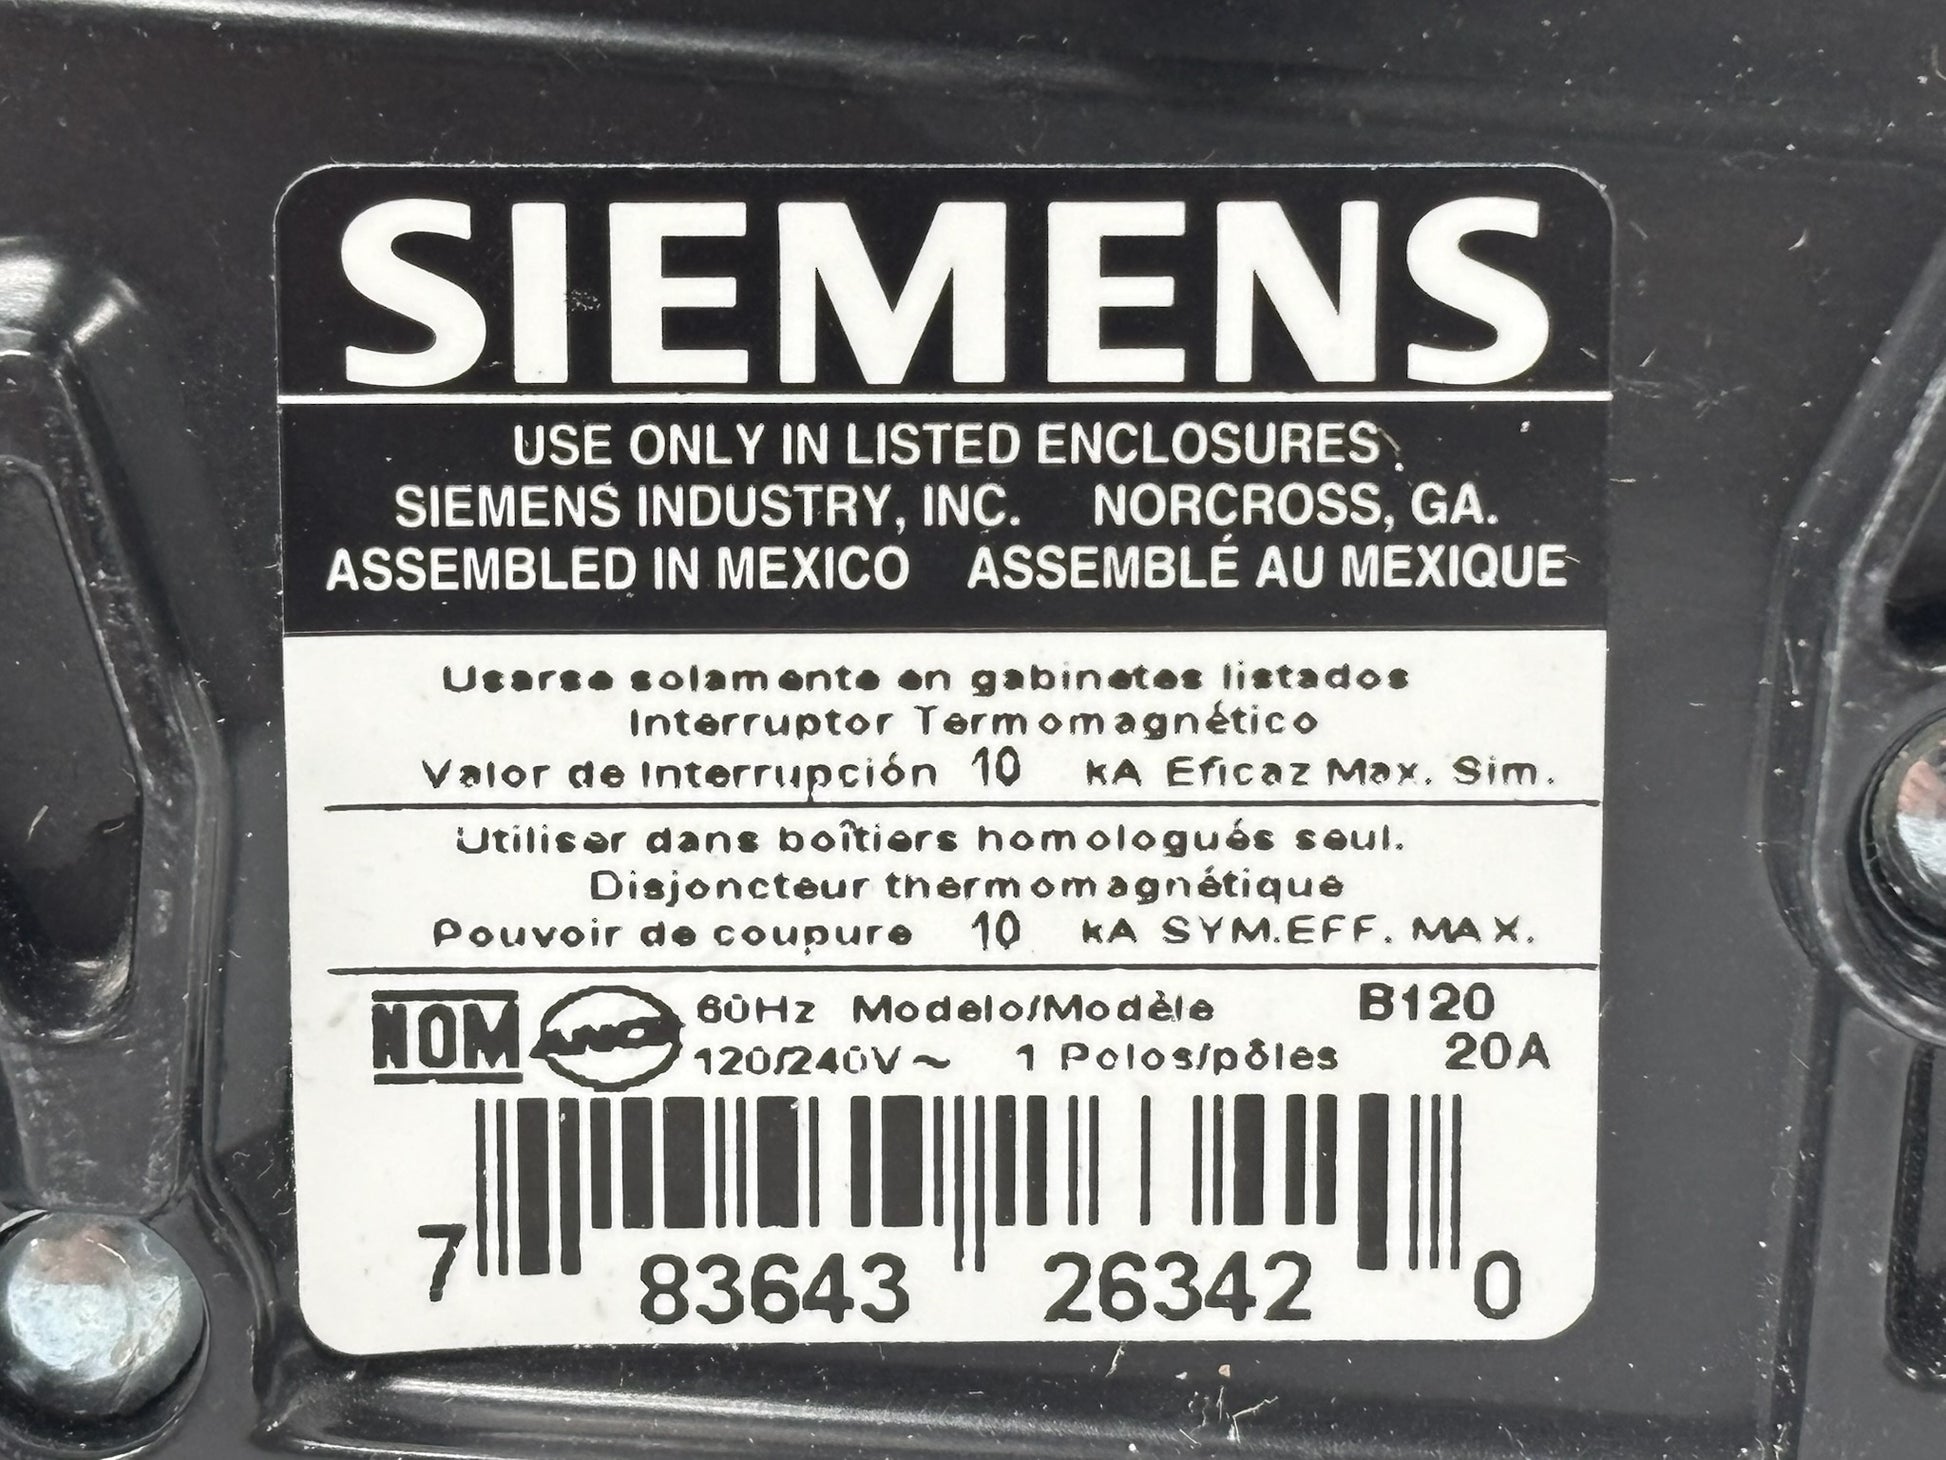 SIEMENS
USE ONLY IN LISTED ENCLOSURES
SIEMENS INDUSTRY, INC. NORCROSS, GA.
ASSEMBLED IN MEXICO ASSEMBLÉ AU MEXIQUE
Usarse solamente en gabinetes listados
Interruptor Termomagnético
Valor de Interrupción 10 kA Eficaz Max. Sim.
Utiliser dans boîtiers homologués seul.
Disjoncteur thermomagnétique
Pouvoir de coupure 10 kA SYM.EFF. MAX.
NOM ANCE 60Hz Modelo/Modèle B120
120/240V~ 1 Polos/pôles 20A
7 83643 26342 0